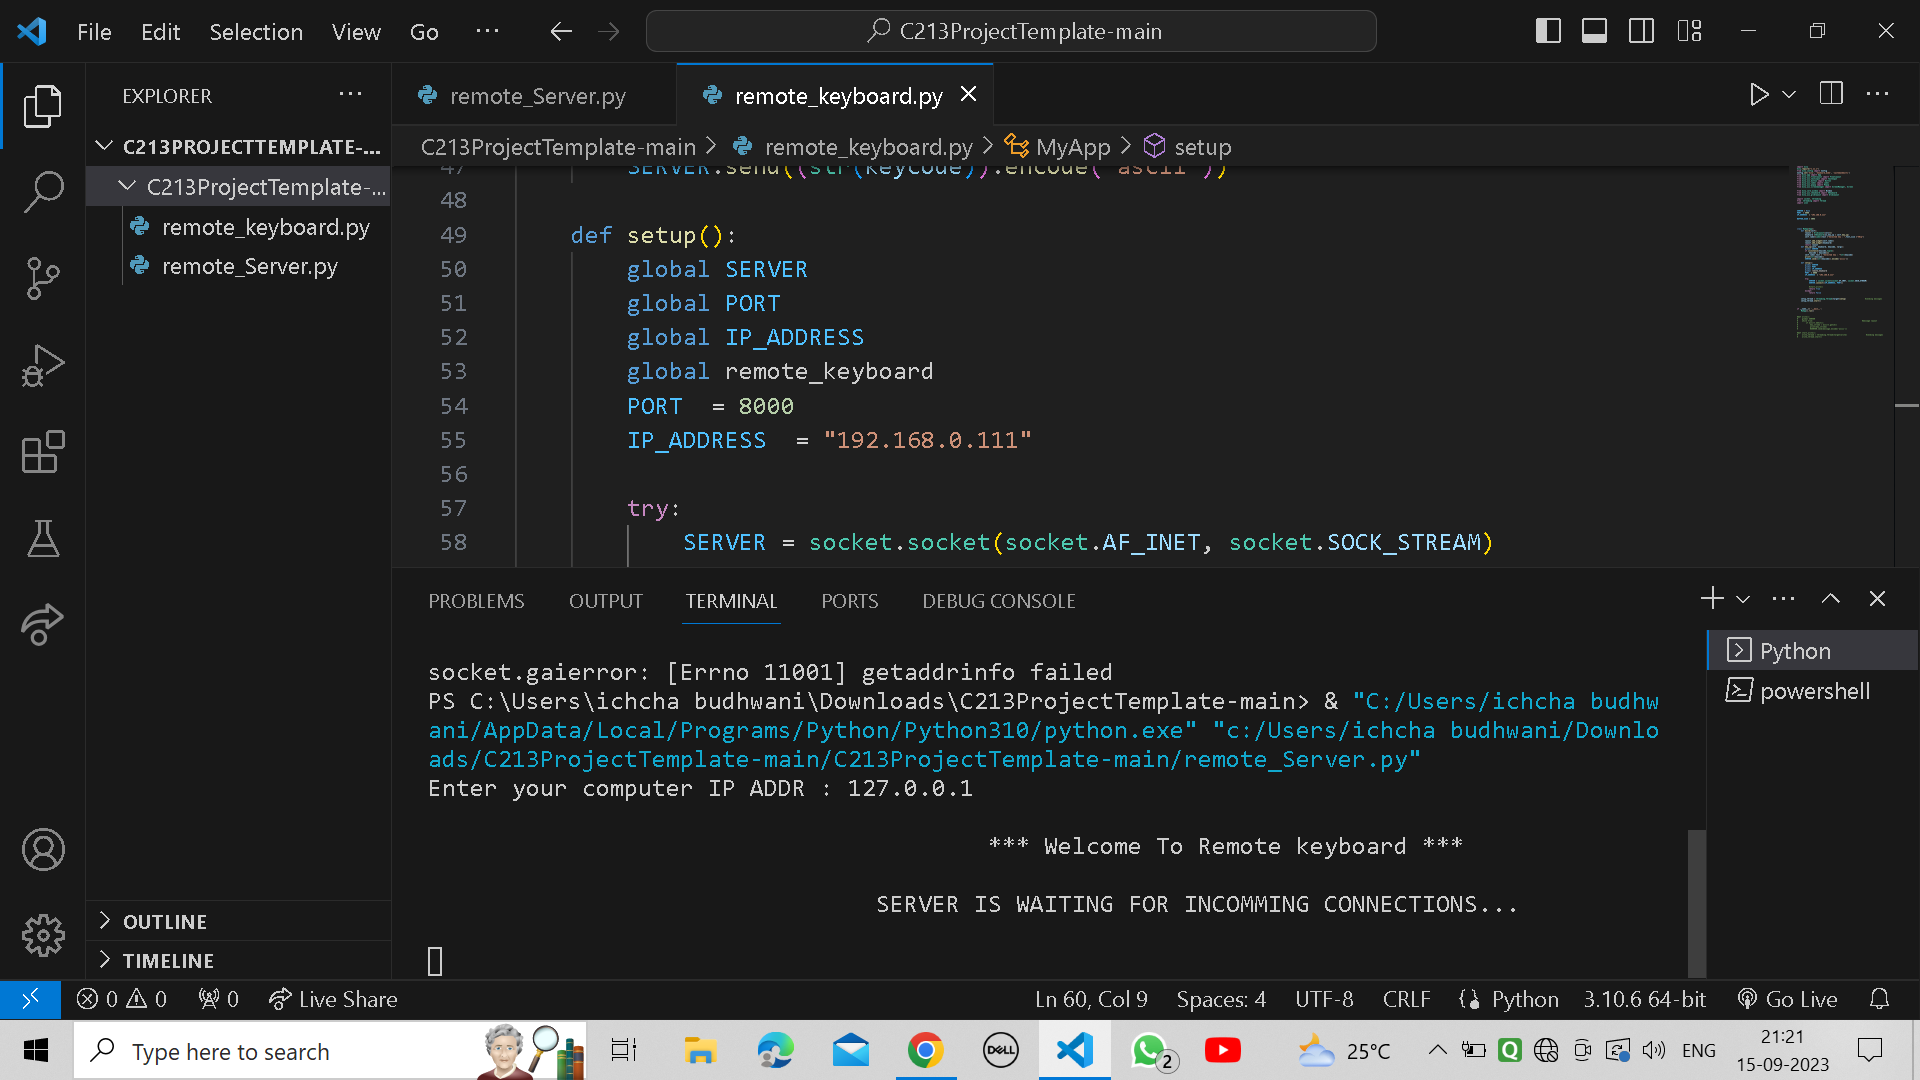 File Edit Selection View Go ··· C213ProjectTemplate-main
EXPLORER ···
C213PROJECTTEMPLATE-...
C213ProjectTemplate-...
remote_keyboard.py
remote_Server.py
OUTLINE
TIMELINE
remote_Server.py remote_keyboard.py
C213ProjectTemplate-main > remote_keyboard.py > MyApp > setup
47 SERVER.send((str(keyCode)).encode('ascii'))
48
49 def setup():
50 global SERVER
51 global PORT
52 global IP_ADDRESS
53 global remote_keyboard
54 PORT  = 8000
55 IP_ADDRESS  = "192.168.0.111"
56
57 try:
58 SERVER = socket.socket(socket.AF_INET, socket.SOCK_STREAM)
PROBLEMS OUTPUT TERMINAL PORTS DEBUG CONSOLE
socket.gaierror: [Errno 11001] getaddrinfo failed
PS C:\Users\ichcha budhwani\Downloads\C213ProjectTemplate-main> & "C:/Users/ichcha budhw
ani/AppData/Local/Programs/Python/Python310/python.exe" "c:/Users/ichcha budhwani/Downlo
ads/C213ProjectTemplate-main/C213ProjectTemplate-main/remote_Server.py"
Enter your computer IP ADDR : 127.0.0.1
*** Welcome To Remote keyboard ***
SERVER IS WAITING FOR INCOMMING CONNECTIONS...
Python
powershell
0 0 0 Live Share Ln 60, Col 9 Spaces: 4 UTF-8 CRLF Python 3.10.6 64-bit Go Live
Type here to search DELL 2 25°C Q ENG 21:21
15-09-2023